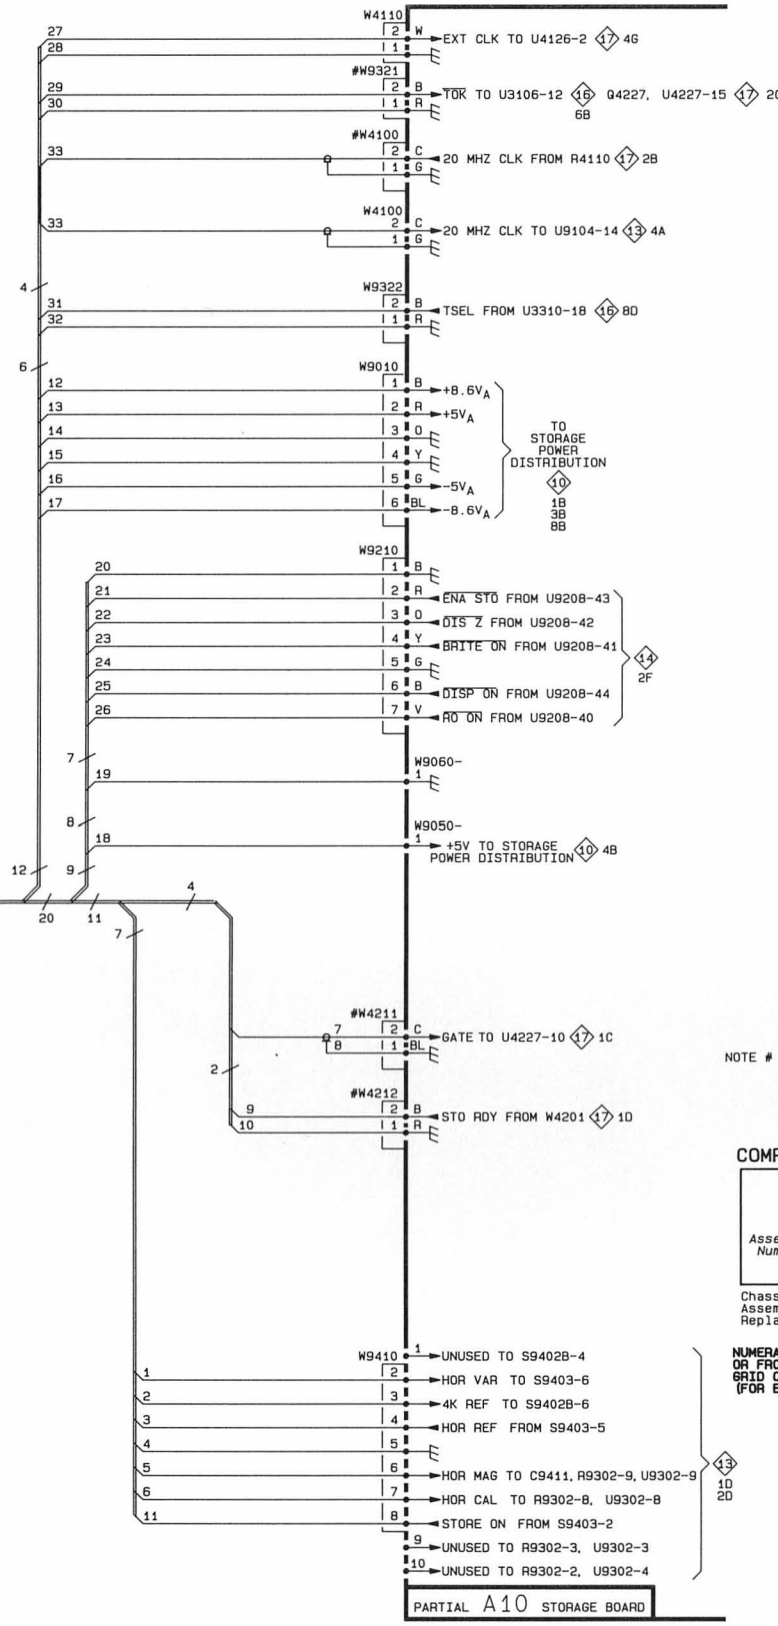 W4110
27 2 W EXT CLK TO U4126-2 17 4G
28 1
#W9321
29 2 B TOK TO U3106-12 16 Q4227, U4227-15 17
30 1 R 6B
#W4100
33 2 C 20 MHZ CLK FROM R4110 17 2B
1 G
W4100
33 2 C 20 MHZ CLK TO U9104-14 13 4A
1 G
4
W9322
31 2 B TSEL FROM U3310-18 16 8D
32 1 R
6
W9010
12 1 B +8.6VA
13 2 R +5VA
14 3 O
15 4 Y
16 5 G -5VA
17 6 BL -8.6VA
TO
STORAGE
POWER
DISTRIBUTION
10
1B
3B
8B
W9210
20 1 B
21 2 R ENA STO FROM U9208-43
22 3 O DIS Z FROM U9208-42
23 4 Y BRITE ON FROM U9208-41
24 5 G
25 6 B DISP ON FROM U9208-44
26 7 V RO ON FROM U9208-40
14
2F
7
W9060-
19 1
8
W9050-
18 1 +5V TO STORAGE
POWER DISTRIBUTION 10 4B
12 9
20 11 4
7
#W4211
7 2 C GATE TO U4227-10 17 1C
8 1 BL
NOTE #
2
#W4212
9 2 B STO RDY FROM W4201 17 1D
10 1 R
W9410
1 UNUSED TO S9402B-4
1 2 HOR VAR TO S9403-6
2 3 4K REF TO S9402B-6
3 4 HOR REF FROM S9403-5
4 5
5 6 HOR MAG TO C9411, R9302-9, U9302-9
6 7 HOR CAL TO R9302-8, U9302-8
11 8 STORE ON FROM S9403-2
9 UNUSED TO R9302-3, U9302-3
10 UNUSED TO R9302-2, U9302-4
13
1D
2D
PARTIAL A10 STORAGE BOARD
OR
GRID
(FOR